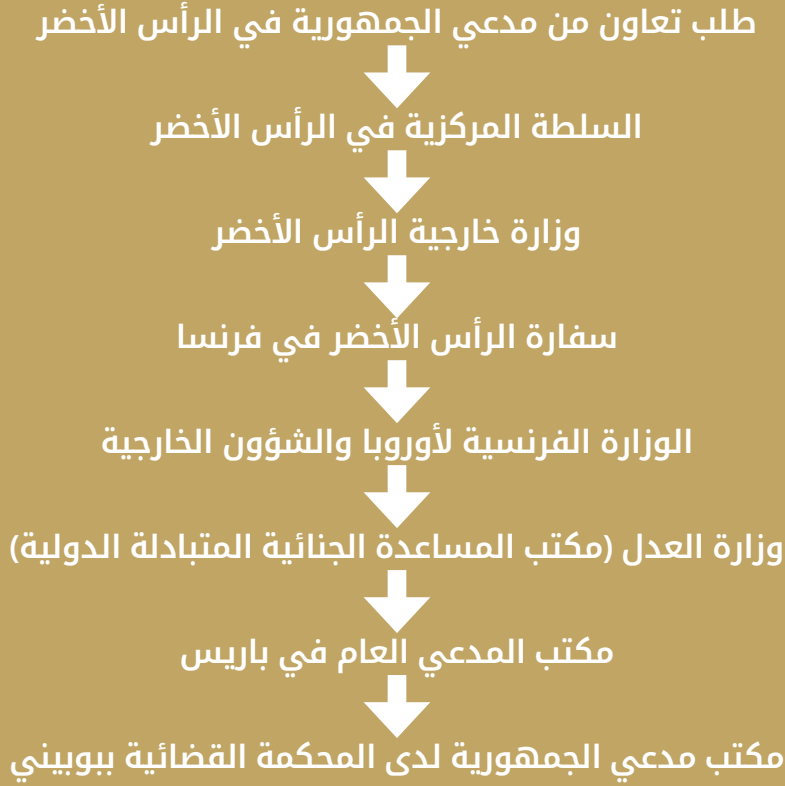 طلب تعاون من مدعي الجمهورية في الرأس الأخضر
السلطة المركزية في الرأس الأخضر
وزارة خارجية الرأس الأخضر
سفارة الرأس الأخضر في فرنسا
الوزارة الفرنسية لأوروبا والشؤون الخارجية
وزارة العدل (مكتب المساعدة الجنائية المتبادلة الدولية)
مكتب المدعي العام في باريس
مكتب مدعي الجمهورية لدى المحكمة القضائية ببوبيني